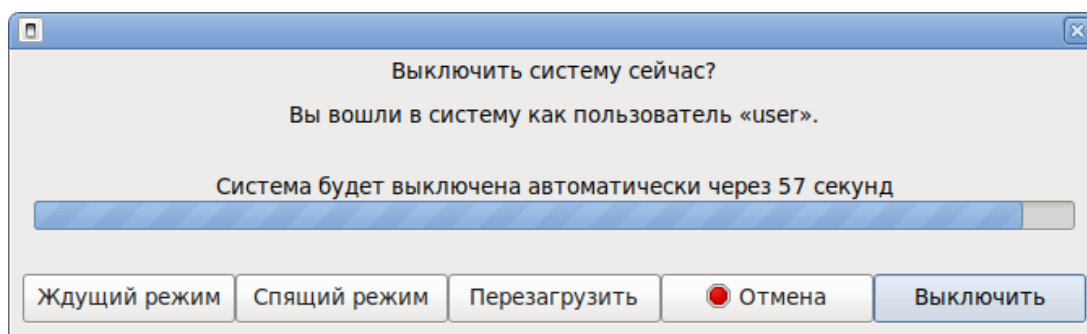 Выключить систему сейчас?
Вы вошли в систему как пользователь «user».
Система будет выключена автоматически через 57 секунд
Ждущий режим Спящий режим Перезагрузить Отмена Выключить